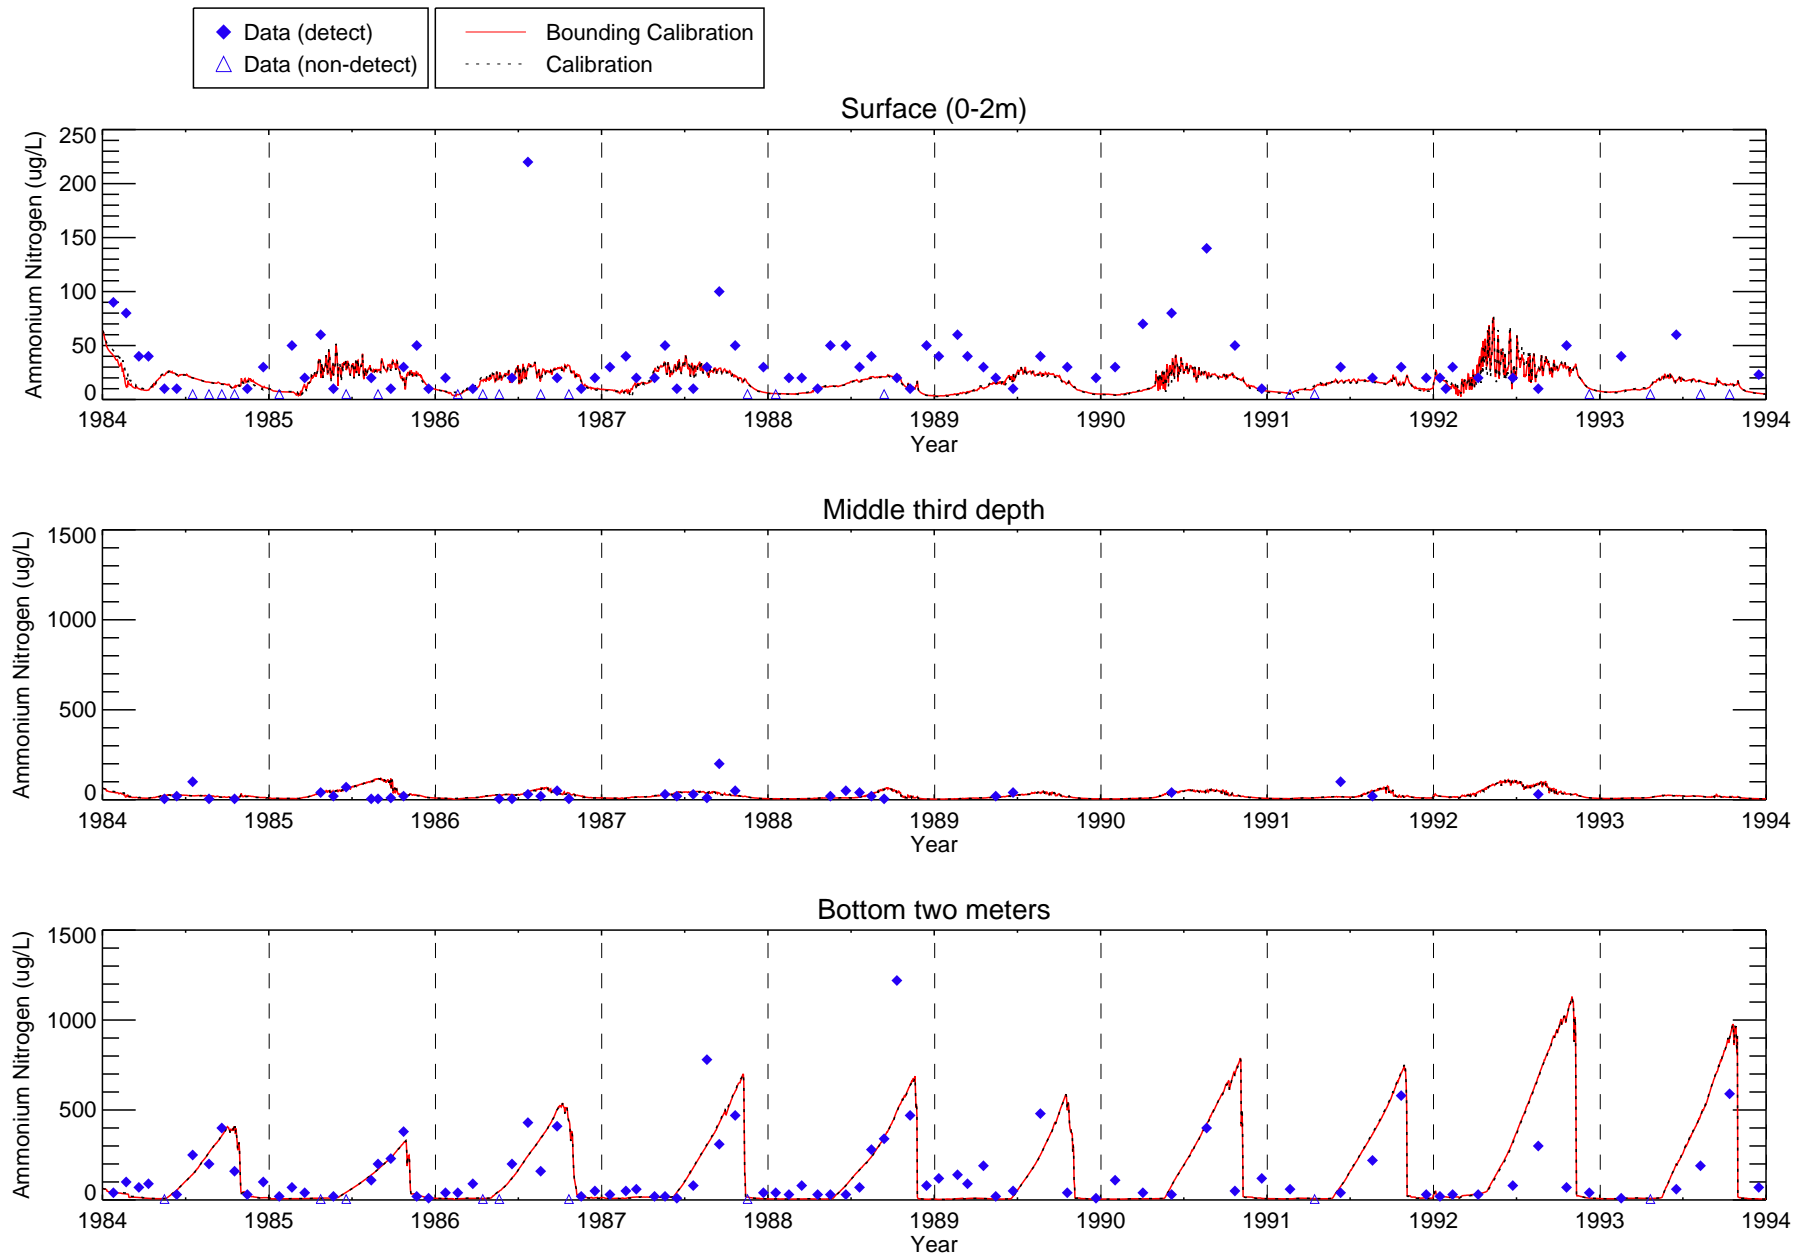 Data (detect)
Data (non-detect)
Bounding Calibration
Calibration
Surface (0-2m)
Ammonium Nitrogen (ug/L)
250
200
150
100
50
0
1984 1985 1986 1987 1988 1989 1990 1991 1992 1993 1994
Year
Middle third depth
Ammonium Nitrogen (ug/L)
1500
1000
500
0
1984 1985 1986 1987 1988 1989 1990 1991 1992 1993 1994
Year
Bottom two meters
Ammonium Nitrogen (ug/L)
1500
1000
500
0
1984 1985 1986 1987 1988 1989 1990 1991 1992 1993 1994
Year